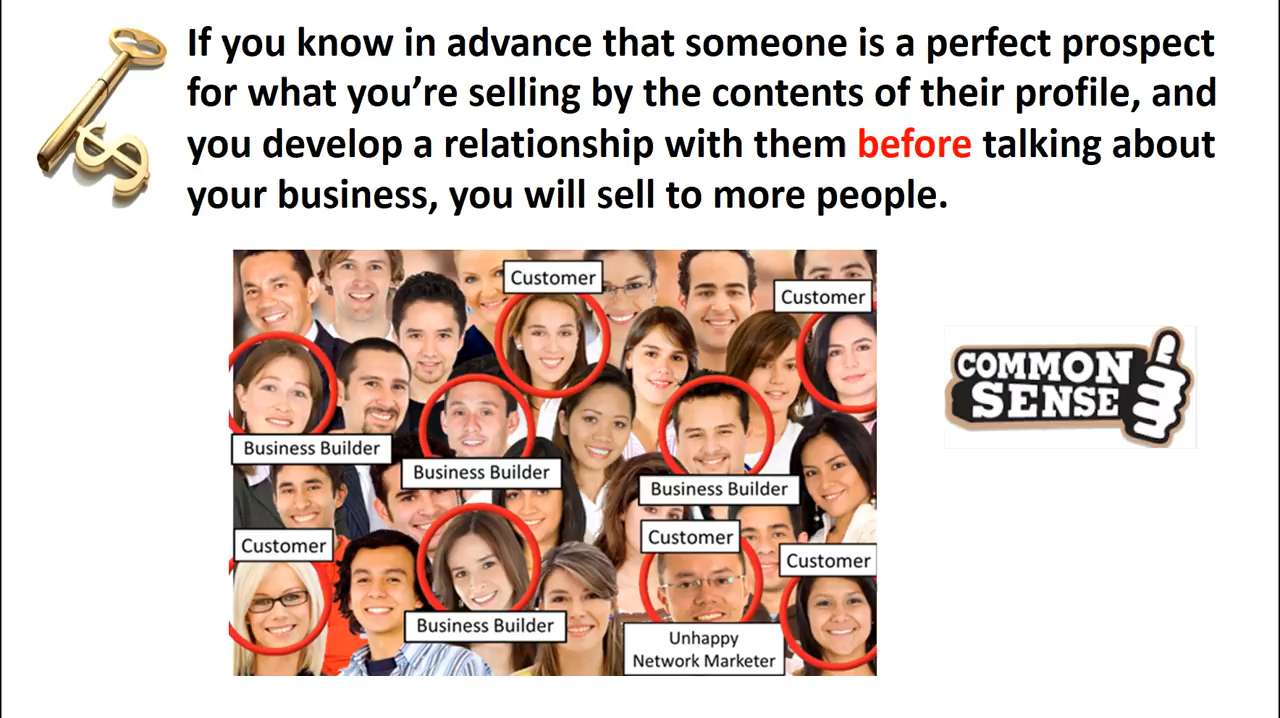 If you know in advance that someone is a perfect prospect
for what you’re selling by the contents of their profile, and
you develop a relationship with them before talking about
your business, you will sell to more people.
Customer
Customer
Business Builder
Business Builder
Business Builder
Customer
Customer
Customer
Business Builder
Unhappy
Network Marketer
COMMON
SENSE